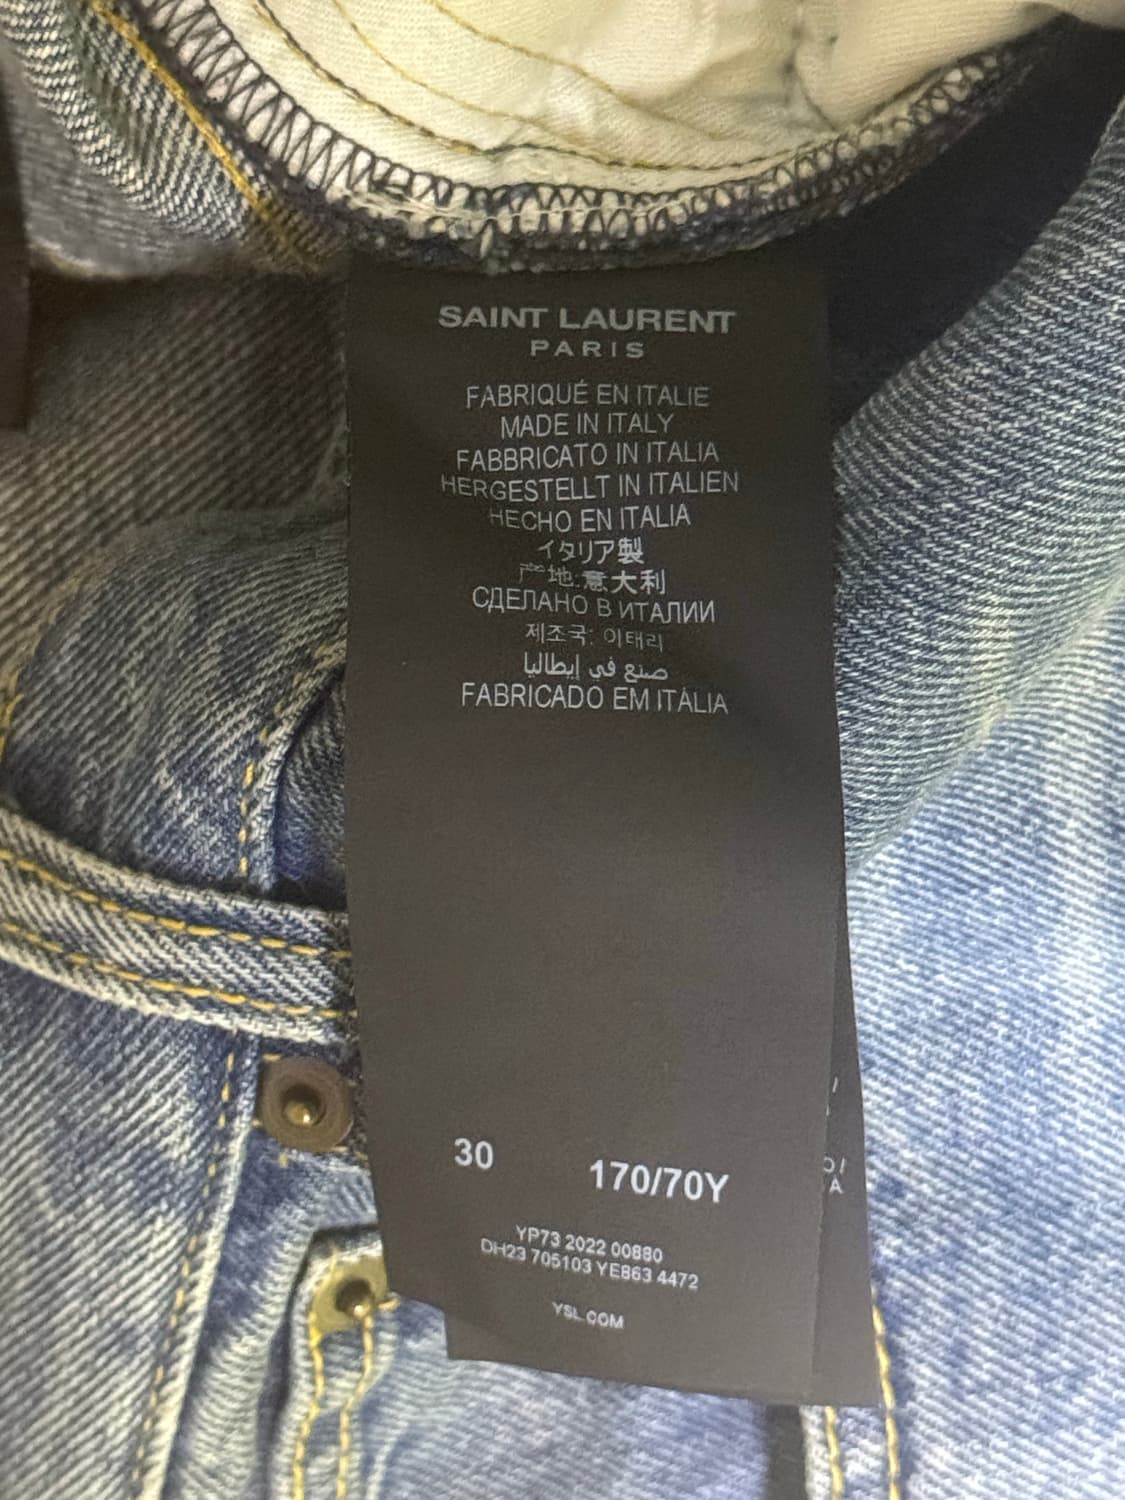 SAINT LAURENT
PARIS
FABRIQUÉ EN ITALIE
MADE IN ITALY
FABBRICATO IN ITALIA
HERGESTELLT IN ITALIEN
HECHO EN ITALIA
イタリア製
产地:意大利
СДЕЛАНО В ИТАЛИИ
제조국: 이태리
صنع في إيطاليا
FABRICADO EM ITÁLIA
30 170/70Y
YP73 2022 00880
DH23 705103 YE863 4472
YSL.COM